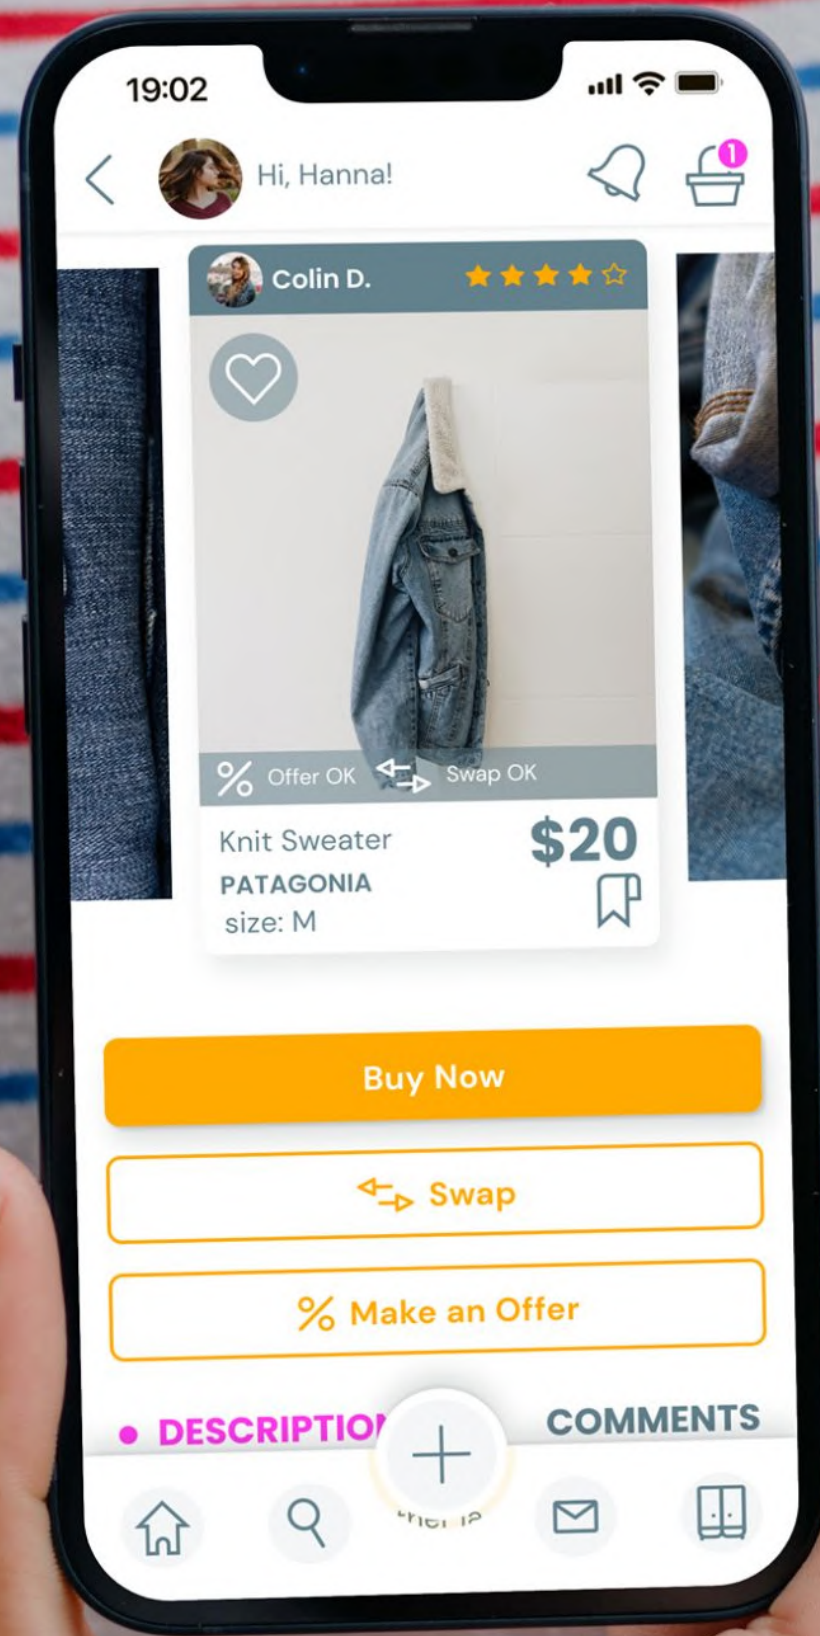 19:02
Hi, Hanna!
1
Colin D.
% Offer OK Swap OK
Knit Sweater
$20
PATAGONIA
size: M
Buy Now
Swap
% Make an Offer
DESCRIPTION COMMENTS